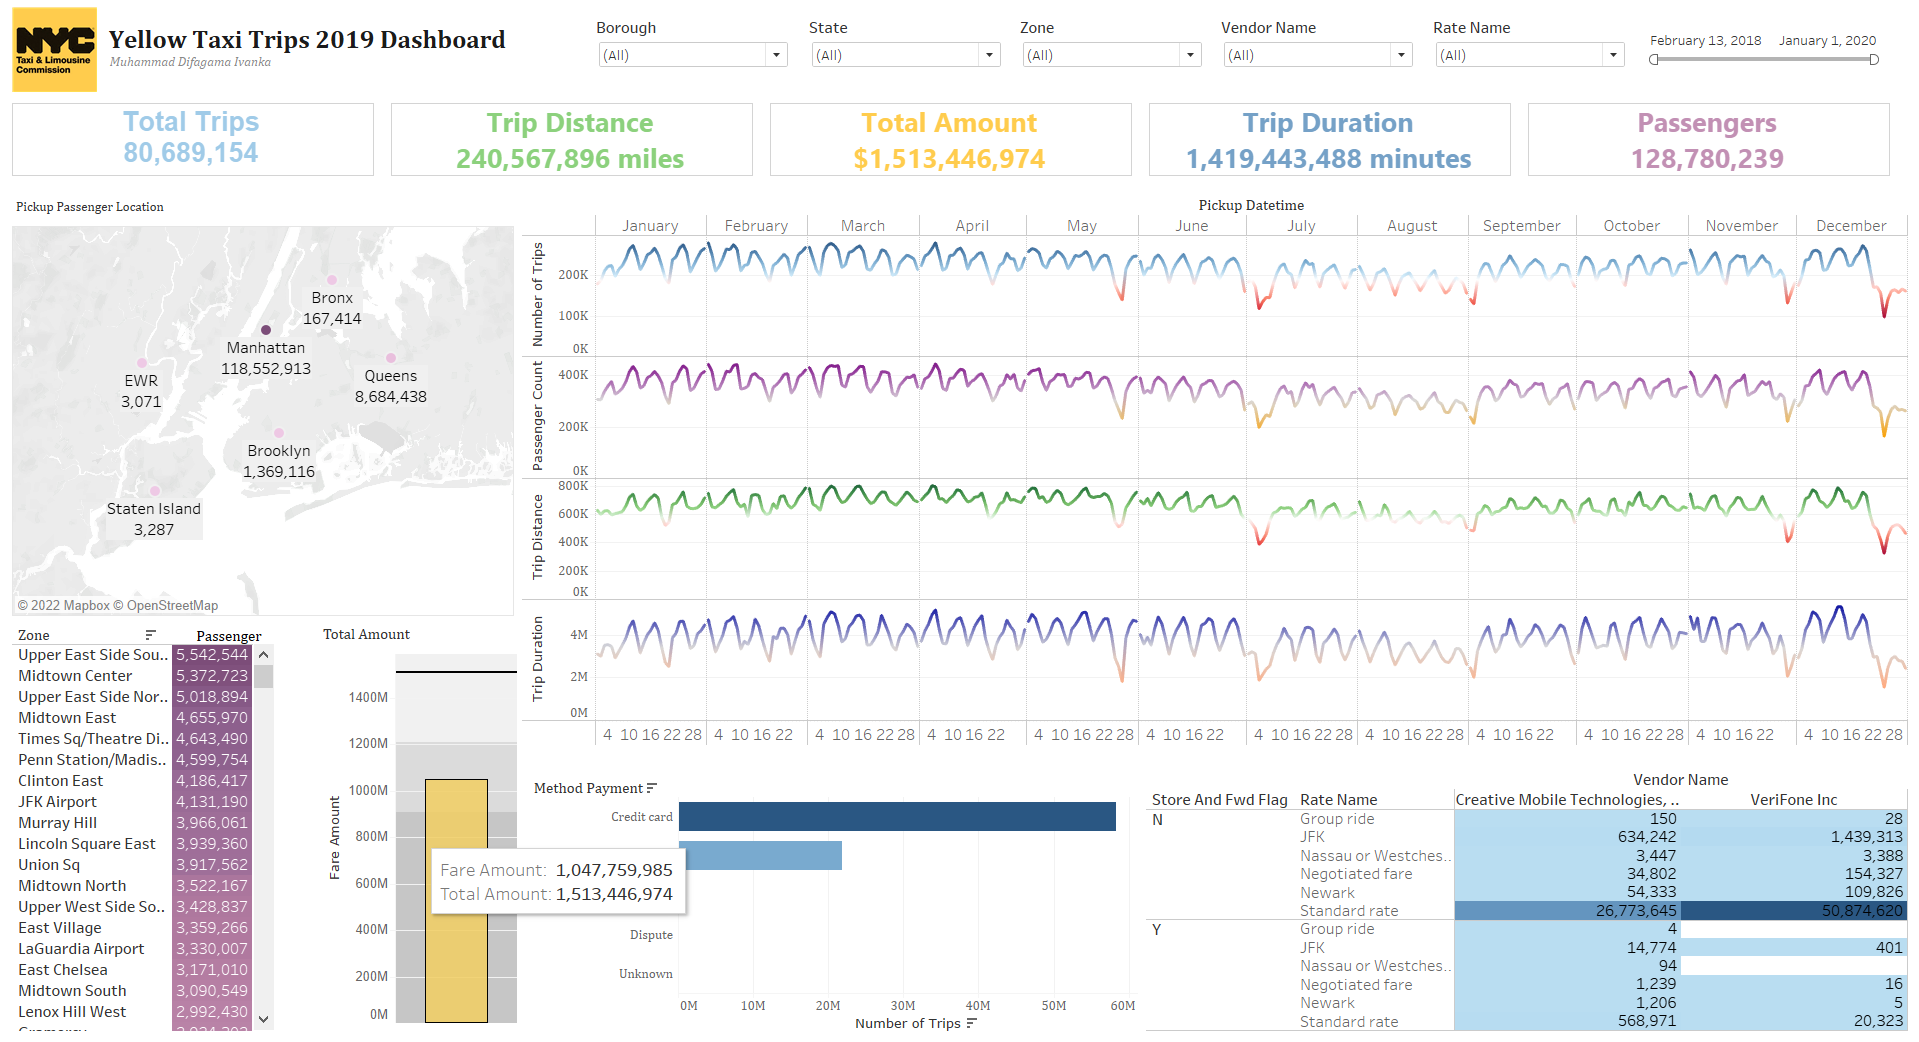 NYC
Taxi & Limousine
Commission
Yellow Taxi Trips 2019 Dashboard
Muhammad Difagama Ivanka
Borough
(All)
State
(All)
Zone
(All)
Vendor Name
(All)
Rate Name
(All)
February 13, 2018 January 1, 2020
Total Trips
80,689,154
Trip Distance
240,567,896 miles
Total Amount
$1,513,446,974
Trip Duration
1,419,443,488 minutes
Passengers
128,780,239
Pickup Passenger Location
Bronx
167,414
Manhattan
118,552,913
EWR
3,071
Queens
8,684,438
Brooklyn
1,369,116
Staten Island
3,287
© 2022 Mapbox © OpenStreetMap
Pickup Datetime
January February March April May June July August September October November December
Number of Trips
200K
100K
0K
Passenger Count
400K
200K
0K
Trip Distance
800K
600K
400K
200K
0K
Trip Duration
4M
2M
0M
4 10 16 22 28 4 10 16 22 4 10 16 22 28 4 10 16 22 4 10 16 22 28 4 10 16 22 4 10 16 22 28 4 10 16 22 28 4 10 16 22 4 10 16 22 28 4 10 16 22 4 10 16 22 28
Zone Passenger
Upper East Side Sou.. 5,542,544
Midtown Center 5,372,723
Upper East Side Nor.. 5,018,894
Midtown East 4,655,970
Times Sq/Theatre Di.. 4,643,490
Penn Station/Madis.. 4,599,754
Clinton East 4,186,417
JFK Airport 4,131,190
Murray Hill 3,966,061
Lincoln Square East 3,939,360
Union Sq 3,917,562
Midtown North 3,522,167
Upper West Side So.. 3,428,837
East Village 3,359,266
LaGuardia Airport 3,330,007
East Chelsea 3,171,010
Midtown South 3,090,549
Lenox Hill West 2,992,430
Total Amount
Fare Amount
1400M
1200M
1000M
800M
600M
400M
200M
0M
Fare Amount: 1,047,759,985
Total Amount: 1,513,446,974
Method Payment
Credit card
Dispute
Unknown
0M 10M 20M 30M 40M 50M 60M
Number of Trips
Vendor Name
Store And Fwd Flag Rate Name Creative Mobile Technologies, .. VeriFone Inc
N Group ride 150 28
JFK 634,242 1,439,313
Nassau or Westches.. 3,447 3,388
Negotiated fare 34,802 154,327
Newark 54,333 109,826
Standard rate 26,773,645 50,874,620
Y Group ride 4
JFK 14,774 401
Nassau or Westches.. 94
Negotiated fare 1,239 16
Newark 1,206 5
Standard rate 568,971 20,323